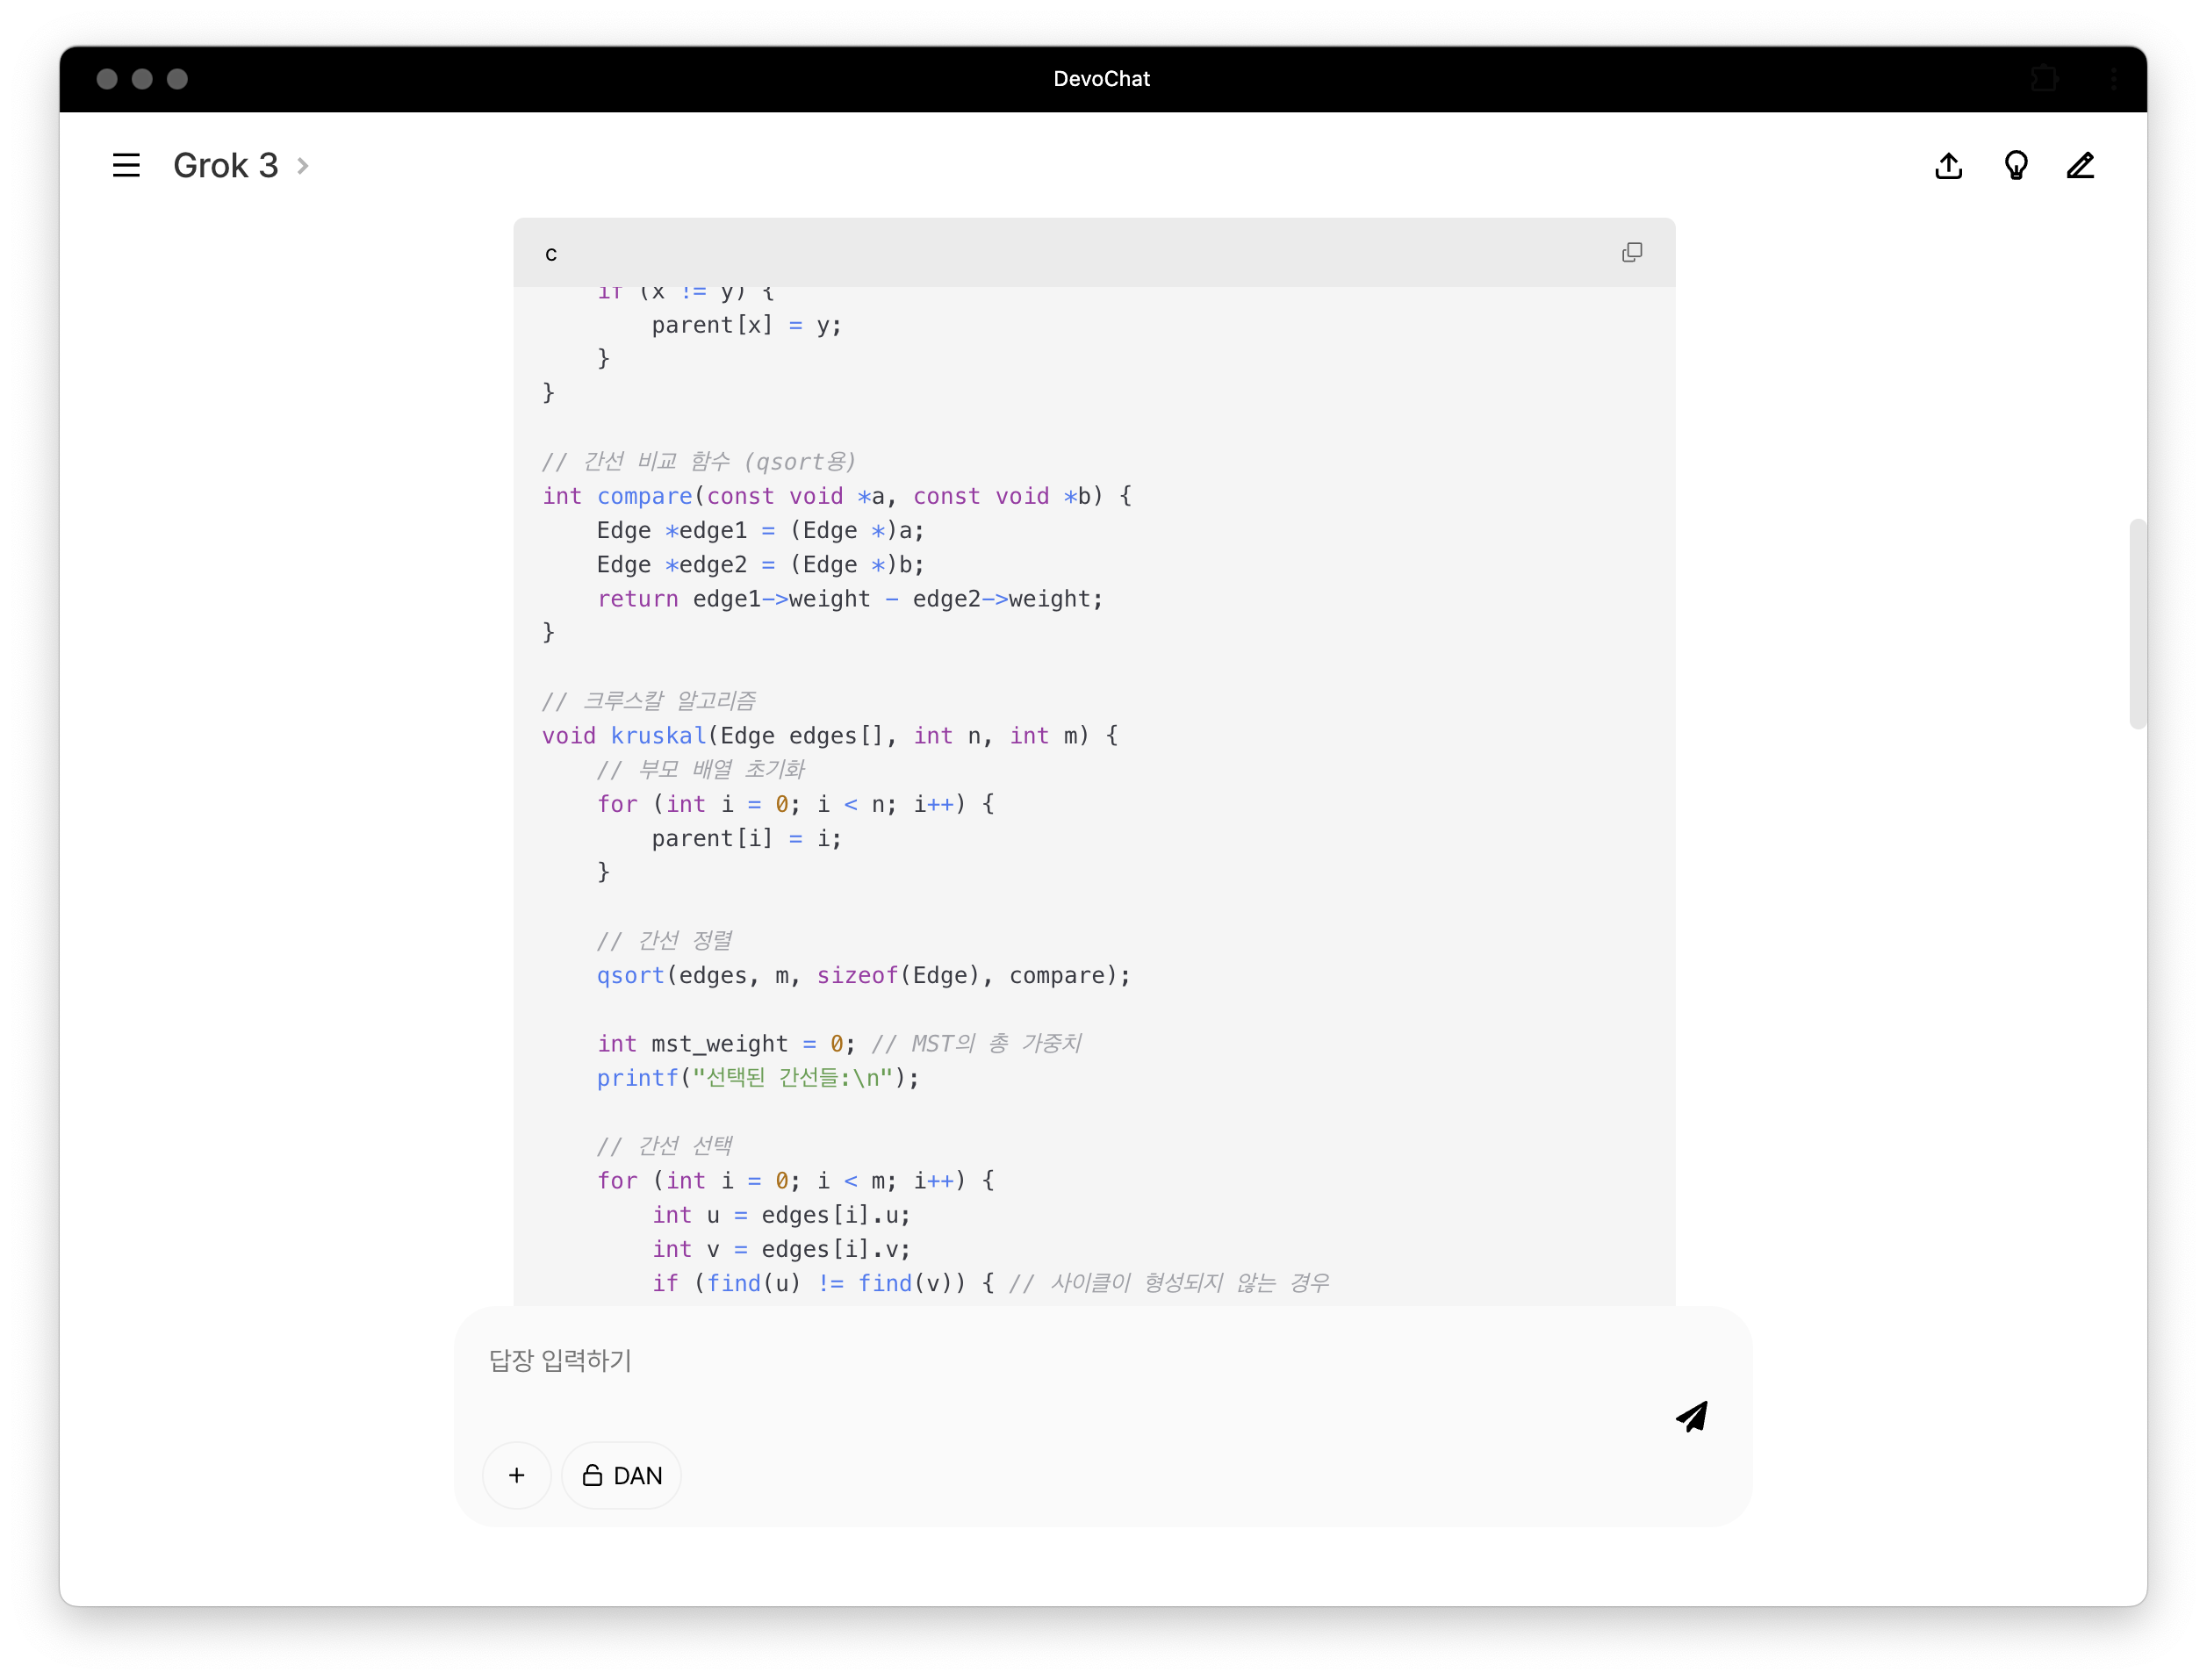 DevoChat
Grok 3
c
if (x != y) {
parent[x] = y;
}
}
// 간선 비교 함수 (qsort용)
int compare(const void *a, const void *b) {
Edge *edge1 = (Edge *)a;
Edge *edge2 = (Edge *)b;
return edge1->weight - edge2->weight;
}
// 크루스칼 알고리즘
void kruskal(Edge edges[], int n, int m) {
// 부모 배열 초기화
for (int i = 0; i < n; i++) {
parent[i] = i;
}
// 간선 정렬
qsort(edges, m, sizeof(Edge), compare);
int mst_weight = 0; // MST의 총 가중치
printf("선택된 간선들:\n");
// 간선 선택
for (int i = 0; i < m; i++) {
int u = edges[i].u;
int v = edges[i].v;
if (find(u) != find(v)) { // 사이클이 형성되지 않는 경우
답장 입력하기
DAN